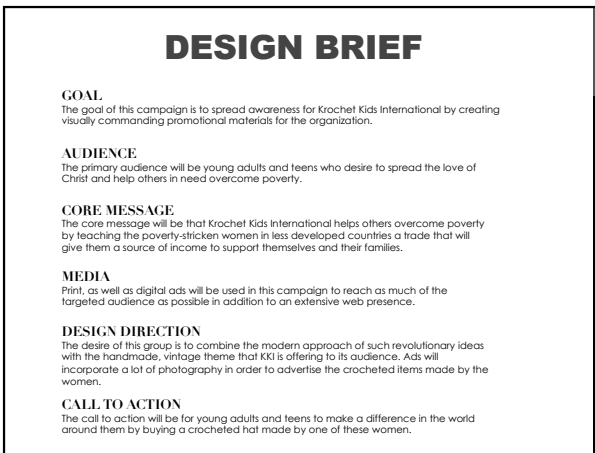 DESIGN BRIEF
GOAL
The goal of this campaign is to spread awareness for Krochet Kids International by creating
visually commanding promotional materials for the organization.
AUDIENCE
The primary audience will be young adults and teens who desire to spread the love of
Christ and help others in need overcome poverty.
CORE MESSAGE
The core message will be that Krochet Kids International helps others overcome poverty
by teaching the poverty-stricken women in less developed countries a trade that will
give them a source of income to support themselves and their families.
MEDIA
Print, as well as digital ads will be used in this campaign to reach as much of the
targeted audience as possible in addition to an extensive web presence.
DESIGN DIRECTION
The desire of this group is to combine the modern approach of such revolutionary ideas
with the handmade, vintage theme that KKI is offering to its audience. Ads will
incorporate a lot of photography in order to advertise the crocheted items made by the
women.
CALL TO ACTION
The call to action will be for young adults and teens to make a difference in the world
around them by buying a crocheted hat made by one of these women.